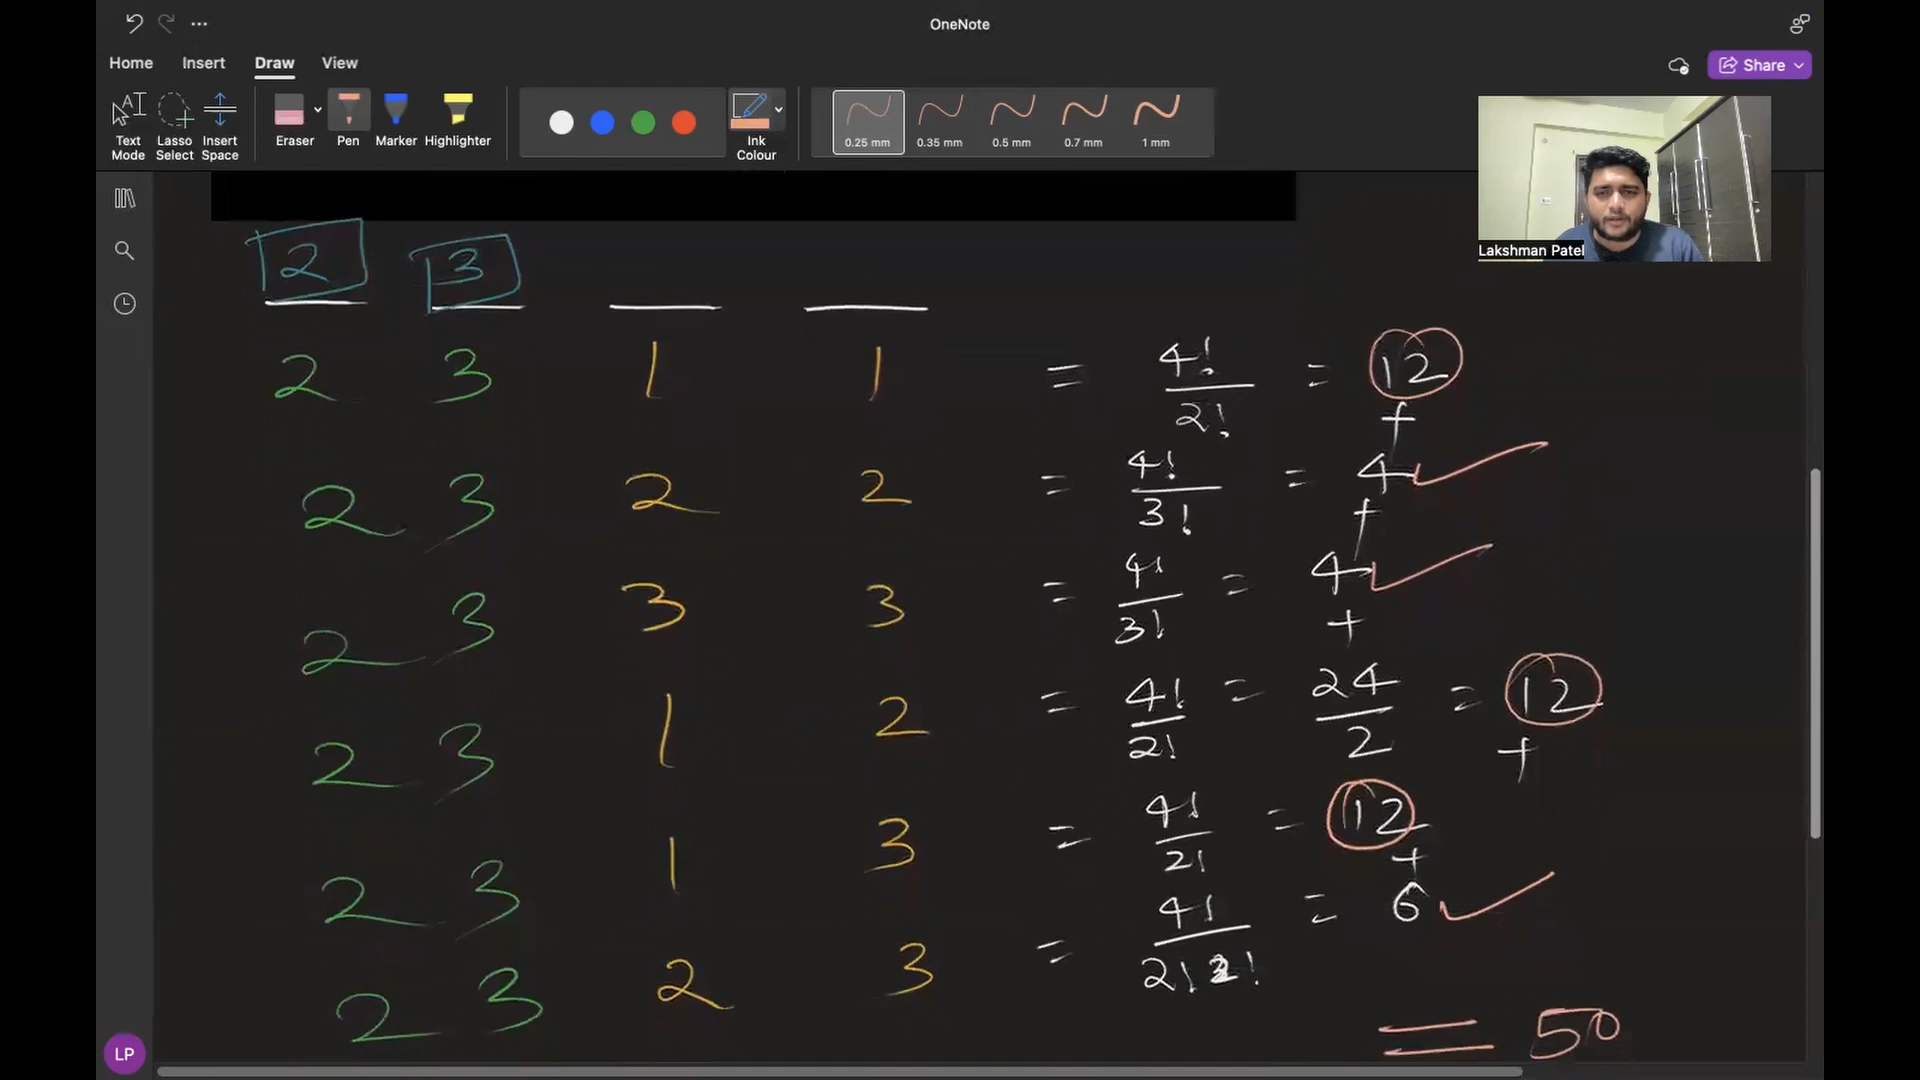 OneNote
Home Insert Draw View
Share
Text Mode Lasso Select Insert Space Eraser Pen Marker Highlighter Ink Colour 0.25 mm 0.35 mm 0.5 mm 0.7 mm 1 mm
Lakshman Patel
2 3
2 3 1 1 = 4!/2! = 12
+
2 3 2 2 = 4!/3! = 4
+
2 3 3 3 = 4!/3! = 4
+
2 3 1 2 = 4!/2! = 24/2 = 12
+
2 3 1 3 = 4!/2! = 12
+
2 3 2 3 = 4!/2!2! = 6
= 50
LP